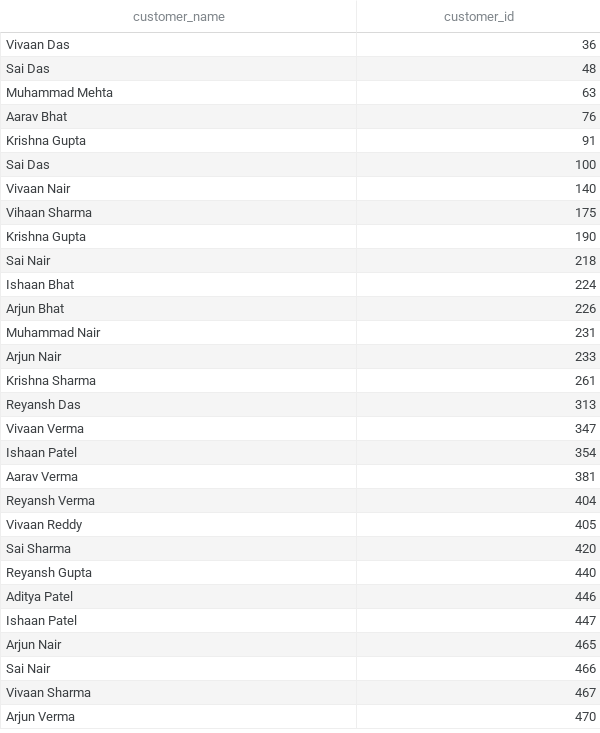 customer_name customer_id
Vivaan Das 36
Sai Das 48
Muhammad Mehta 63
Aarav Bhat 76
Krishna Gupta 91
Sai Das 100
Vivaan Nair 140
Vihaan Sharma 175
Krishna Gupta 190
Sai Nair 218
Ishaan Bhat 224
Arjun Bhat 226
Muhammad Nair 231
Arjun Nair 233
Krishna Sharma 261
Reyansh Das 313
Vivaan Verma 347
Ishaan Patel 354
Aarav Verma 381
Reyansh Verma 404
Vivaan Reddy 405
Sai Sharma 420
Reyansh Gupta 440
Aditya Patel 446
Ishaan Patel 447
Arjun Nair 465
Sai Nair 466
Vivaan Sharma 467
Arjun Verma 470